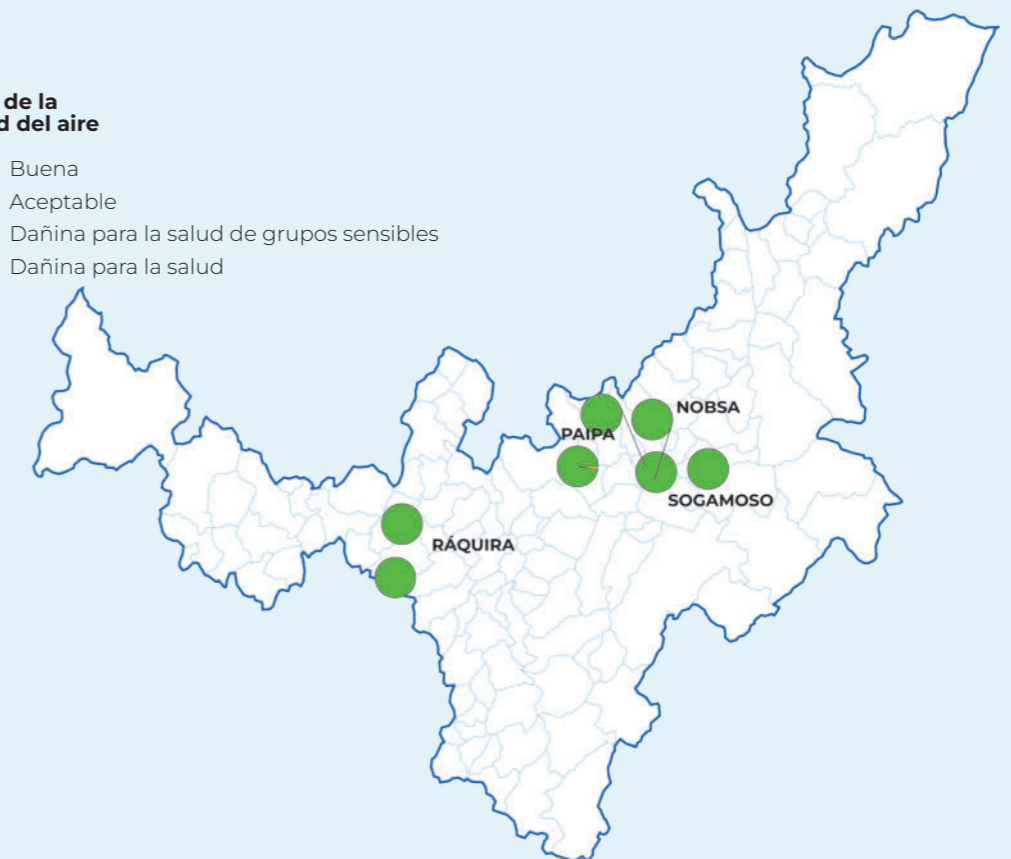 de la
d del aire
Buena
Aceptable
Dañina para la salud de grupos sensibles
Dañina para la salud
NOBSA
PAIPA
SOGAMOSO
RÁQUIRA